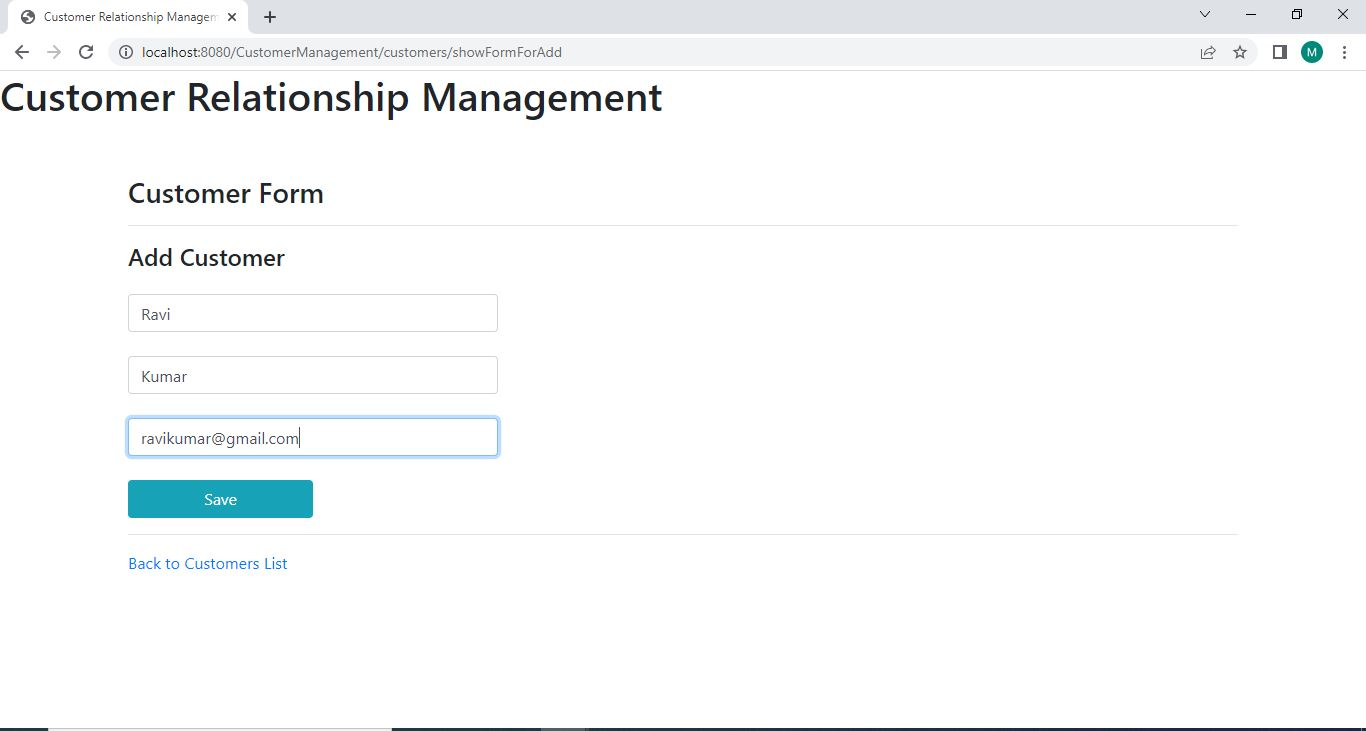 Customer Relationship Managem
localhost:8080/CustomerManagement/customers/showFormForAdd
M
Customer Relationship Management
Customer Form
Add Customer
Ravi
Kumar
ravikumar@gmail.com
Save
Back to Customers List